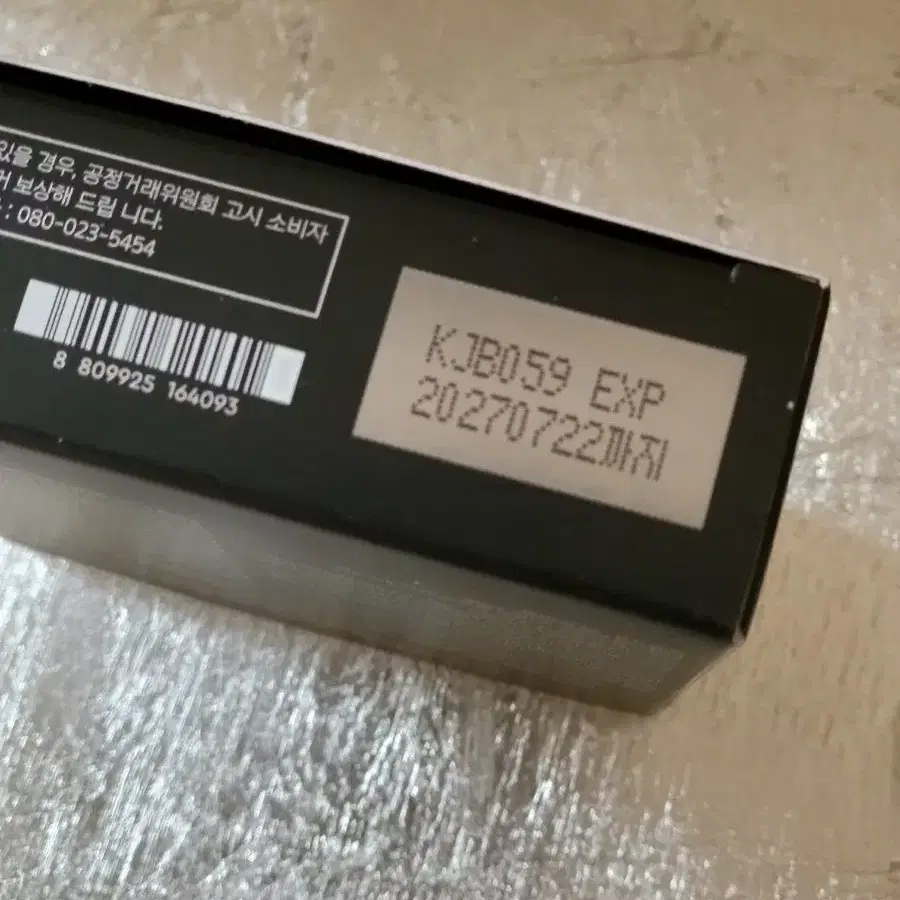 있을 경우, 공정거래위원회 고시 소비자
보상해 드립 니다.
: 080-023-5454
8 809925 164093
KJB059 EXP
20270722까지